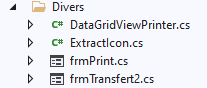 Divers
C# DataGridViewPrinter.cs
C# ExtractIcon.cs
frmPrint.cs
frmTransfert2.cs